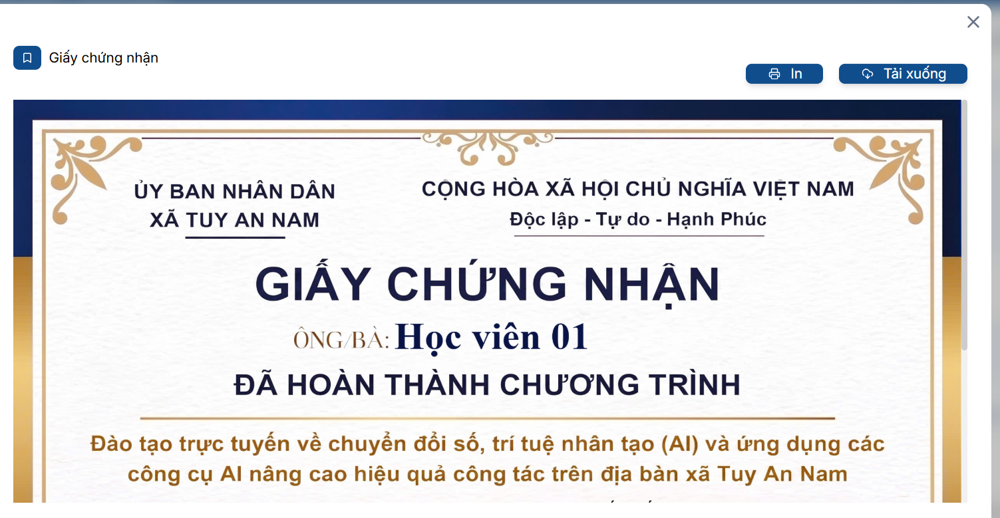 Giấy chứng nhận
In
Tải xuống
ỦY BAN NHÂN DÂN
XÃ TUY AN NAM
CỘNG HÒA XÃ HỘI CHỦ NGHĨA VIỆT NAM
Độc lập - Tự do - Hạnh Phúc
GIẤY CHỨNG NHẬN
ÔNG/BÀ: Học viên 01
ĐÃ HOÀN THÀNH CHƯƠNG TRÌNH
Đào tạo trực tuyến về chuyển đổi số, trí tuệ nhân tạo (AI) và ứng dụng các
công cụ AI nâng cao hiệu quả công tác trên địa bàn xã Tuy An Nam